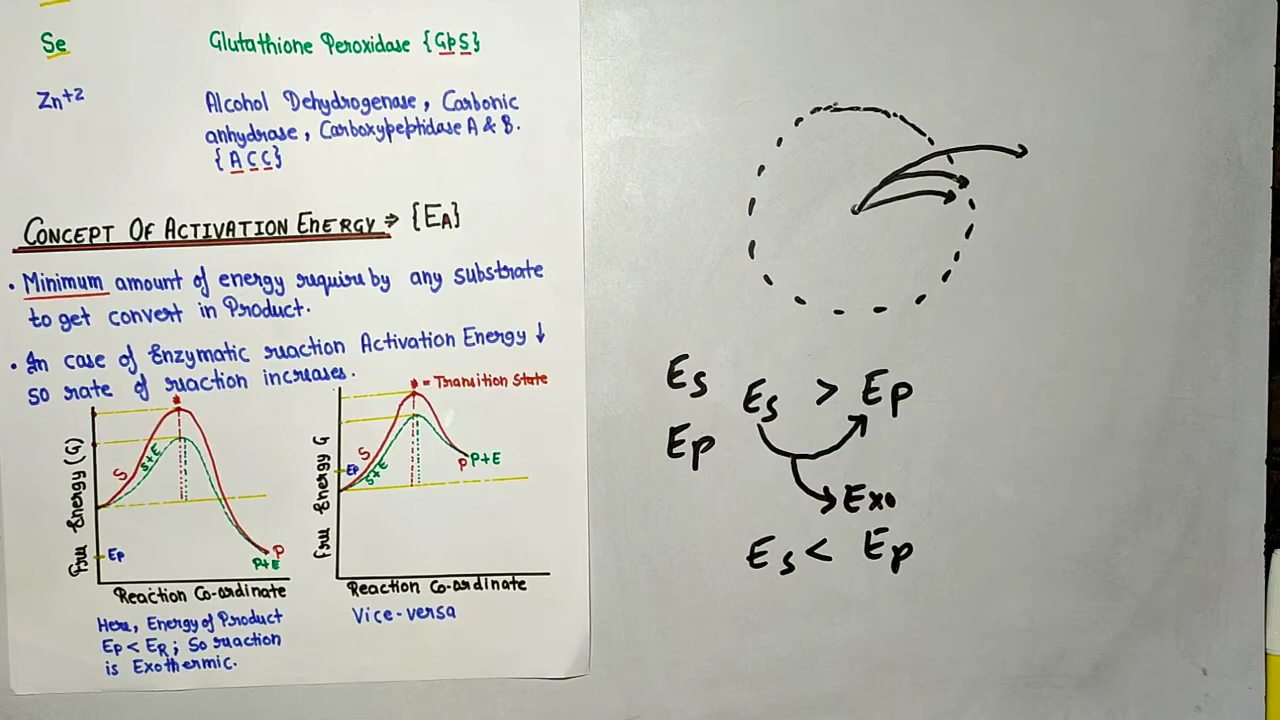 Se Glutathione Peroxidase {GPS}
Zn+2 Alcohol Dehydrogenase, Carbonic
anhydrase, Carboxypeptidase A & B.
{ACC}
CONCEPT OF ACTIVATION ENERGY ⇒ {EA}
• Minimum amount of energy require by any substrate
to get convert in Product.
• In case of Enzymatic reaction Activation Energy ↓
so rate of reaction increases.
*
S
S+E
Free Energy (G)
Ep
P
P+E
Reaction Co-ordinate
Here, Energy of Product
EP < ER; So reaction
is Exothermic.
* = Transition State
S
S+E
Free Energy G
Ep
P P+E
Reaction Co-ordinate
Vice-versa
Es
Ep
Es > Ep
Exo
Es < Ep